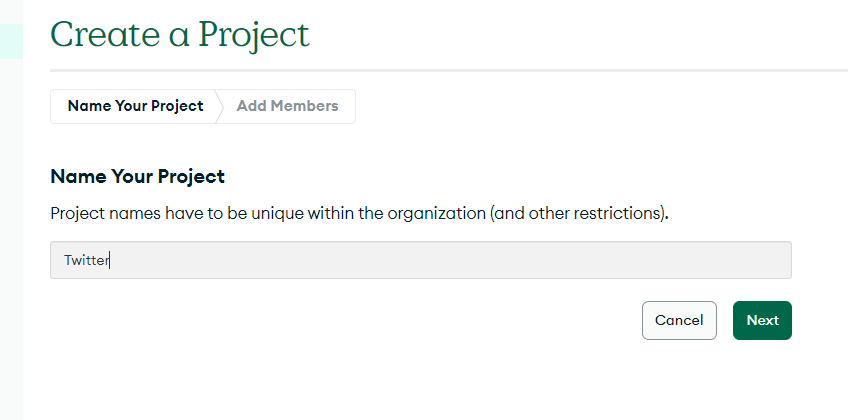 Create a Project
Name Your Project
Add Members
Name Your Project
Project names have to be unique within the organization (and other restrictions).
Twitter
Cancel
Next